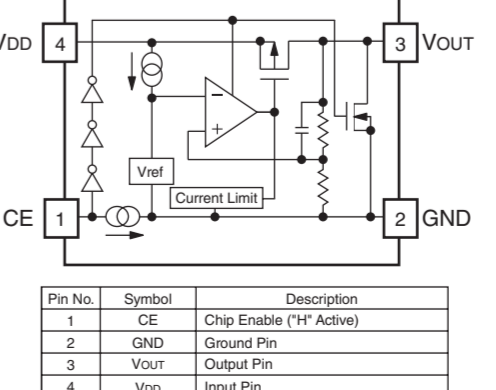 VDD 4
3 VOUT
−
+
Vref
Current Limit
CE 1
2 GND
Pin No. Symbol Description
1 CE Chip Enable ("H" Active)
2 GND Ground Pin
3 VOUT Output Pin
4 VDD Input Pin